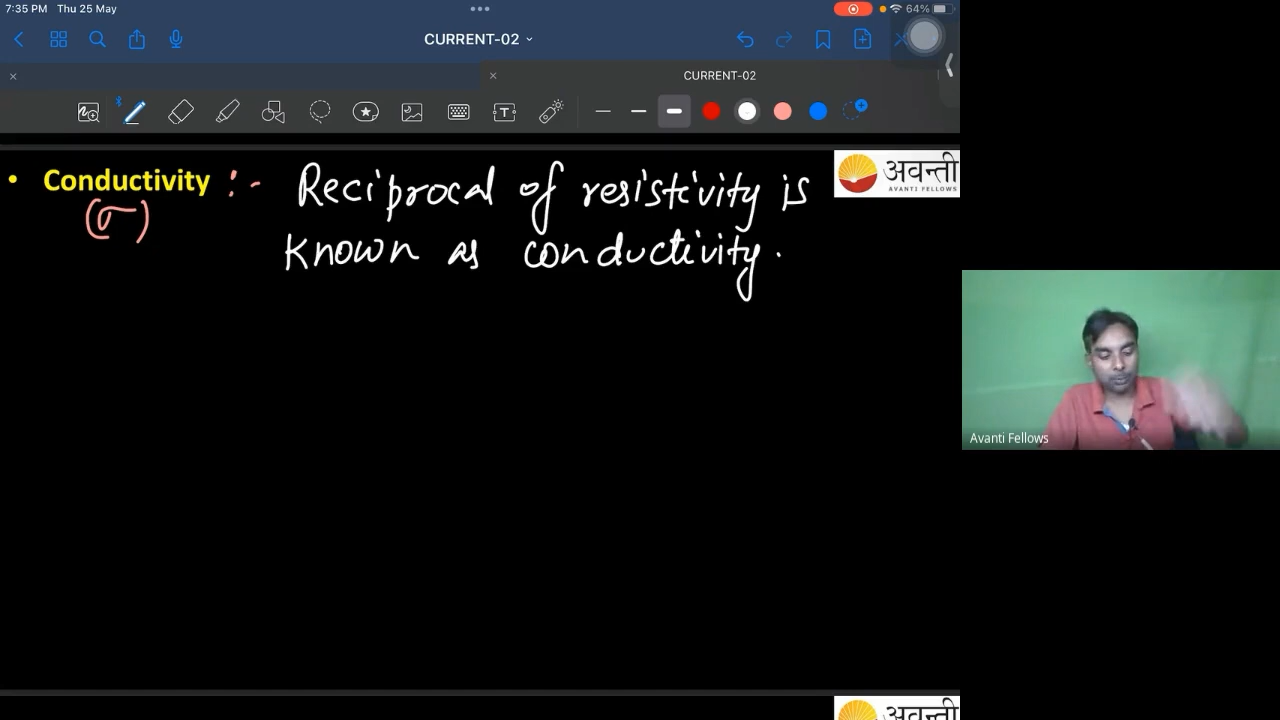 7:35 PM Thu 25 May
64%
CURRENT-02
CURRENT-02
• Conductivity :- Reciprocal of resistivity is
(σ)
known as conductivity.
अवन्ती
AVANTI FELLOWS
Avanti Fellows
अवन्ती